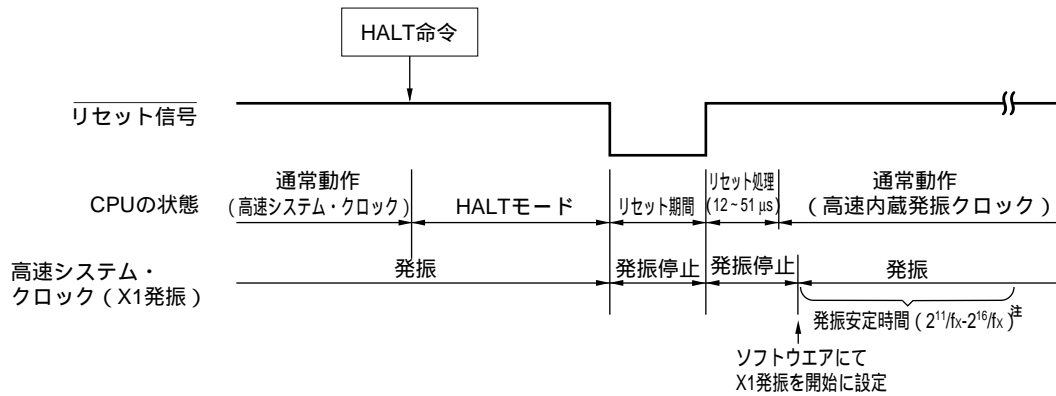 HALT命令
リセット信号
CPUの状態
通常動作
(高速システム・クロック)
HALTモード
リセット期間
リセット処理
(12~51 μs)
通常動作
(高速内蔵発振クロック)
高速システム・
クロック(X1発振)
発振
発振停止
発振停止
発振
発振安定時間(2¹¹/fx-2¹⁶/fx)注
ソフトウエアにて
X1発振を開始に設定